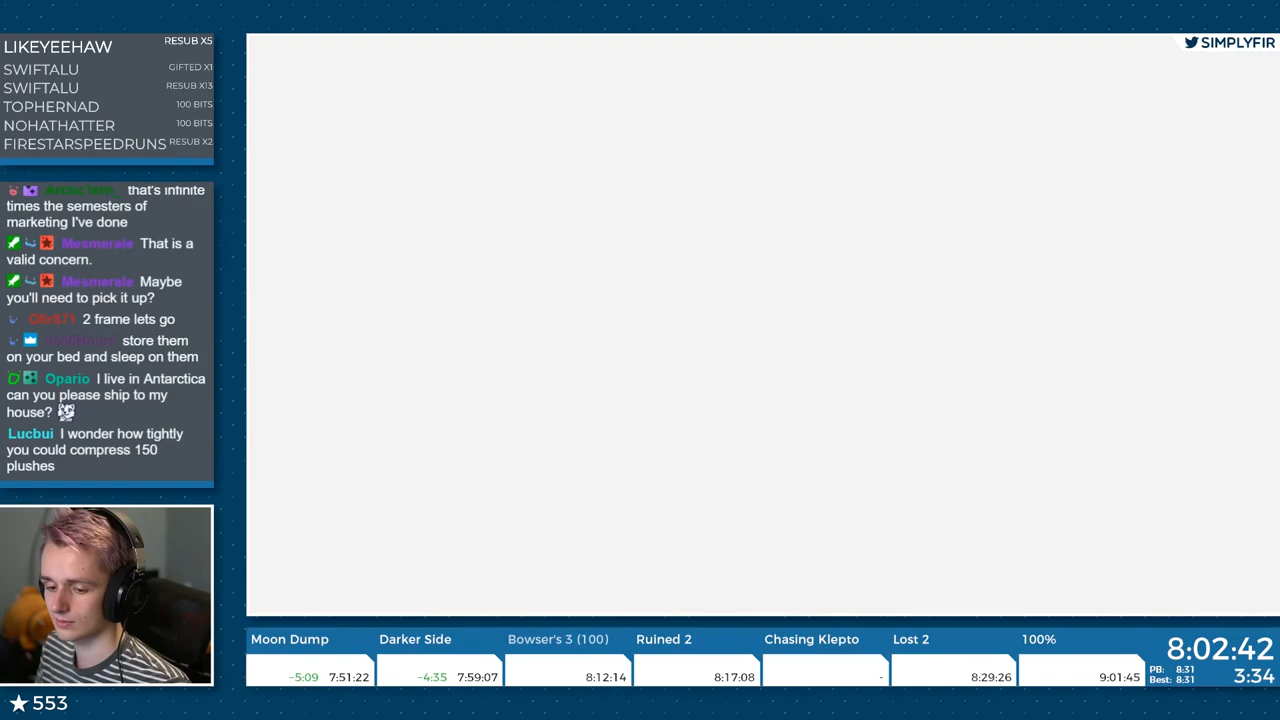 LIKEYEEHAW RESUB X5
SWIFTALU GIFTED X1
SWIFTALU RESUB X13
TOPHERNAD 100 BITS
NOHATHATTER 100 BITS
FIRESTARSPEEDRUNS RESUB X2
that's infinite
times the semesters of
marketing I've done
Mesmerale That is a
valid concern.
Mesmerale Maybe
you'll need to pick it up?
2 frame lets go
store them
on your bed and sleep on them
Opario I live in Antarctica
can you please ship to my
house?
Lucbui I wonder how tightly
you could compress 150
plushes
★ 553
SIMPLYFIR
Moon Dump
−5:09 7:51:22
Darker Side
−4:35 7:59:07
Bowser's 3 (100)
8:12:14
Ruined 2
8:17:08
Chasing Klepto
-
Lost 2
8:29:26
100%
9:01:45
8:02:42
PB: 8:31
Best: 8:31
3:34